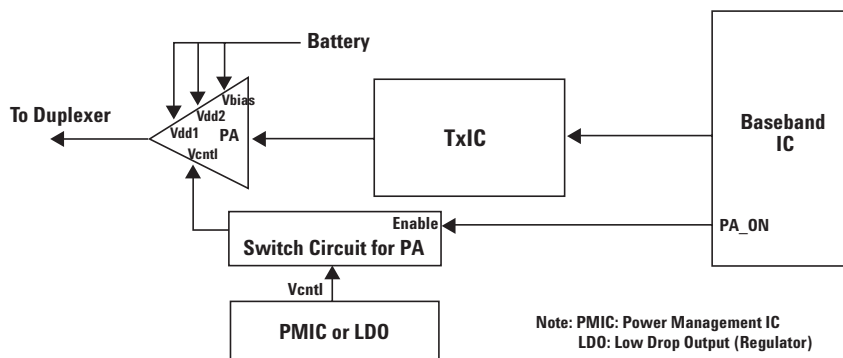 Battery
To Duplexer
Vbias
Vdd2
Vdd1
PA
Vcntl
TxIC
Baseband
IC
Enable
PA_ON
Switch Circuit for PA
Vcntl
PMIC or LDO
Note: PMIC: Power Management IC
LDO: Low Drop Output (Regulator)